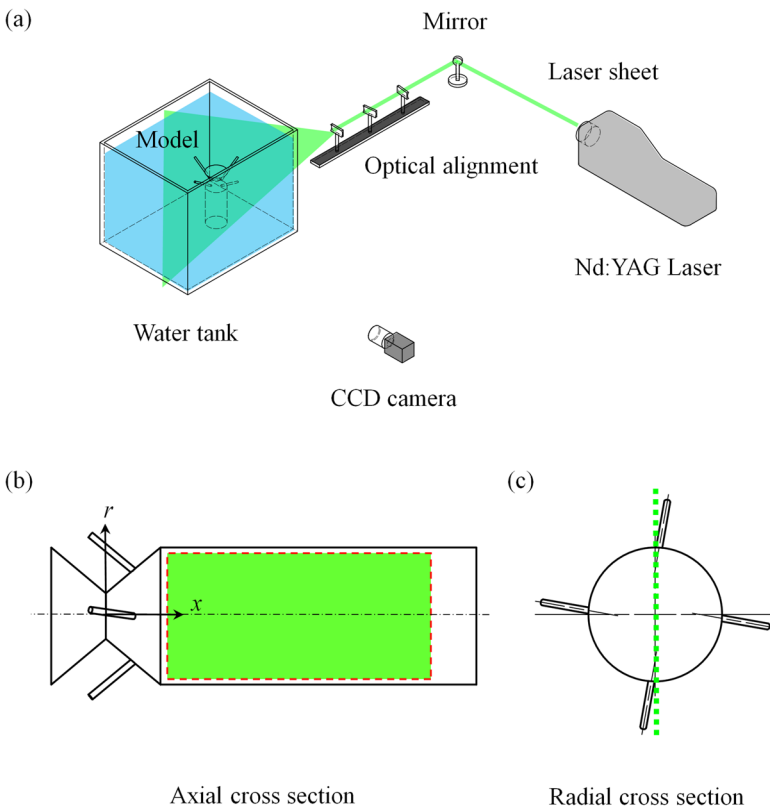 (a)
Mirror
Laser sheet
Model
Optical alignment
Nd:YAG Laser
Water tank
CCD camera
(b)
(c)
r
x
Axial cross section
Radial cross section